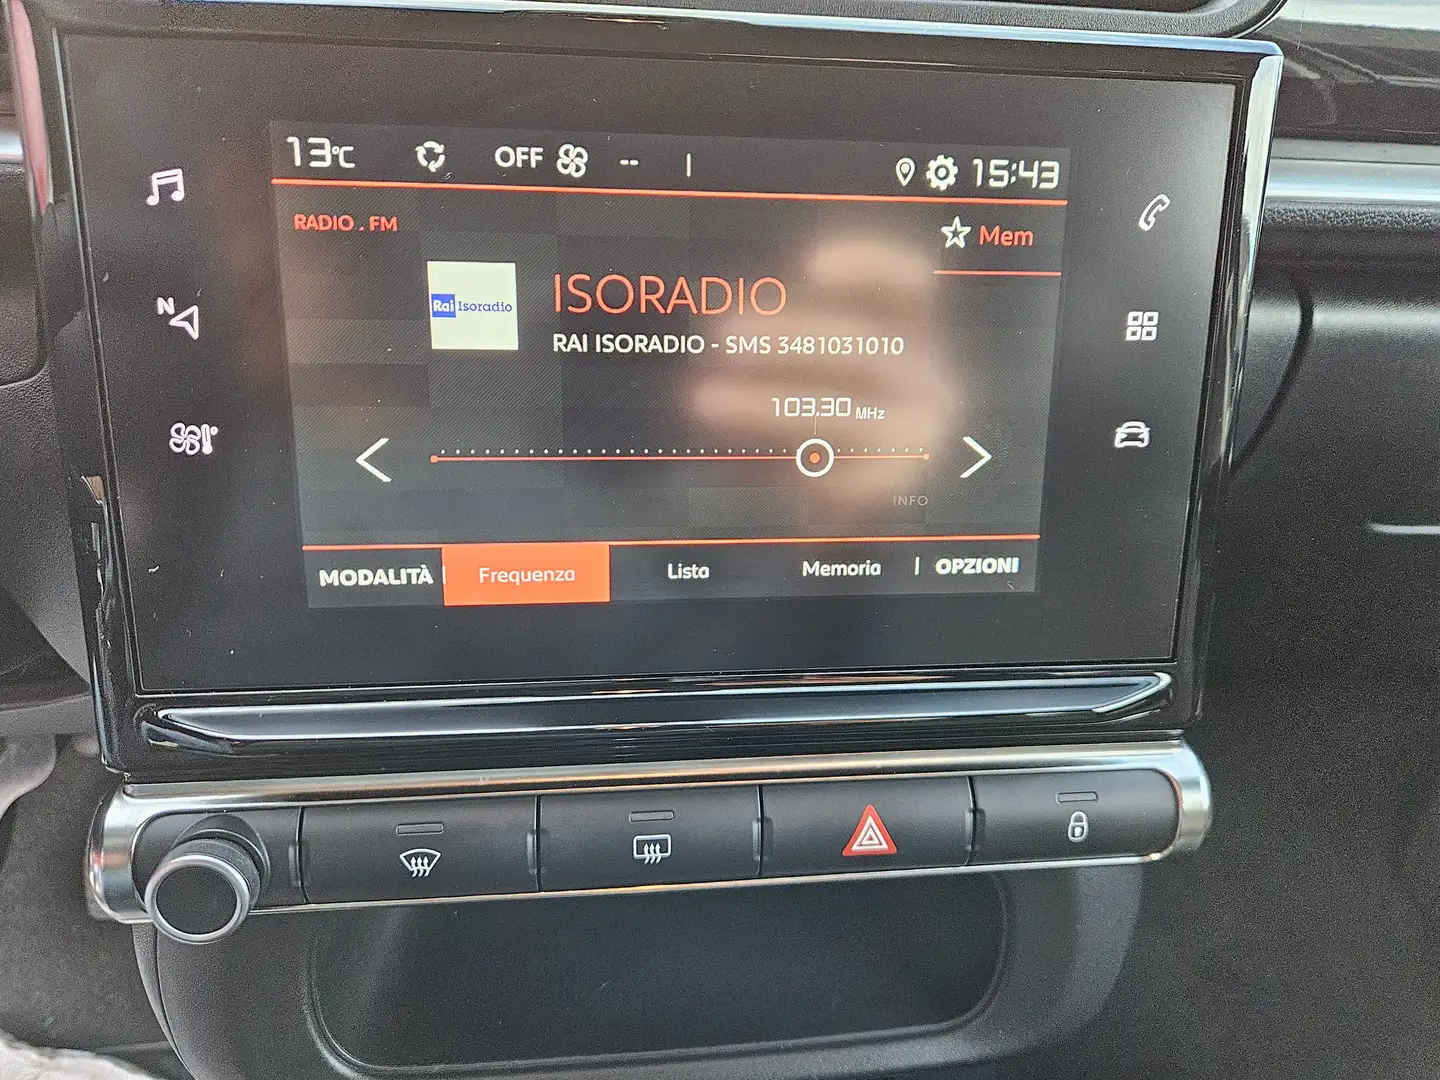 13°C OFF -- 15:43
RADIO . FM
Mem
Rai Isoradio
ISORADIO
RAI ISORADIO - SMS 3481031010
103.30 MHz
INFO
MODALITÀ Frequenza Lista Memoria OPZIONI
N